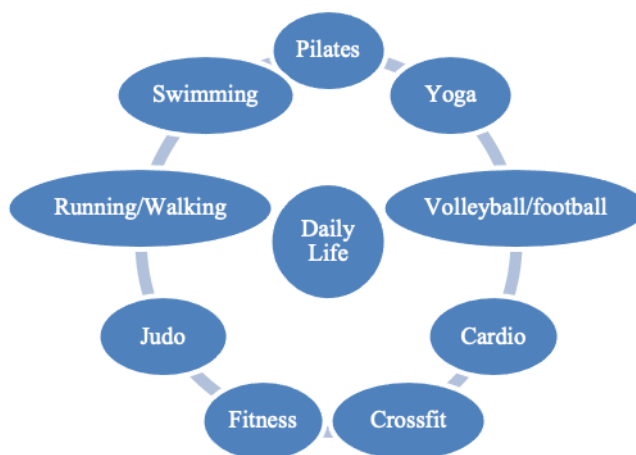 Pilates
Swimming
Yoga
Running/Walking
Volleyball/football
Daily
Life
Judo
Cardio
Fitness
Crossfit